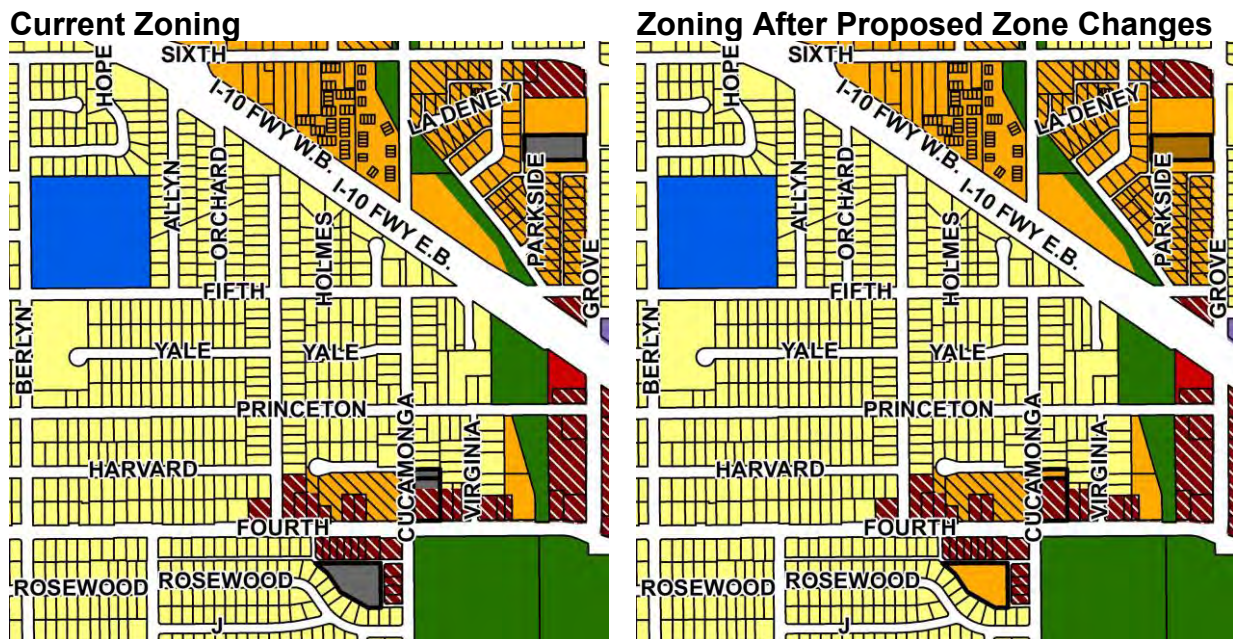 Current Zoning
SIXTH
HOPE
I-10 FWY W.B.
LA DENEY
ALLYN
ORCHARD
I-10 FWY E.B.
PARKSIDE
HOLMES
GROVE
FIFTH
BERLYN
YALE
YALE
PRINCETON
CUCAMONGA
VIRGINIA
HARVARD
FOURTH
ROSEWOOD
ROSEWOOD
J
Zoning After Proposed Zone Changes
SIXTH
HOPE
I-10 FWY W.B.
LA DENEY
ALLYN
ORCHARD
I-10 FWY E.B.
PARKSIDE
HOLMES
GROVE
FIFTH
BERLYN
YALE
YALE
PRINCETON
CUCAMONGA
VIRGINIA
HARVARD
FOURTH
ROSEWOOD
ROSEWOOD
J